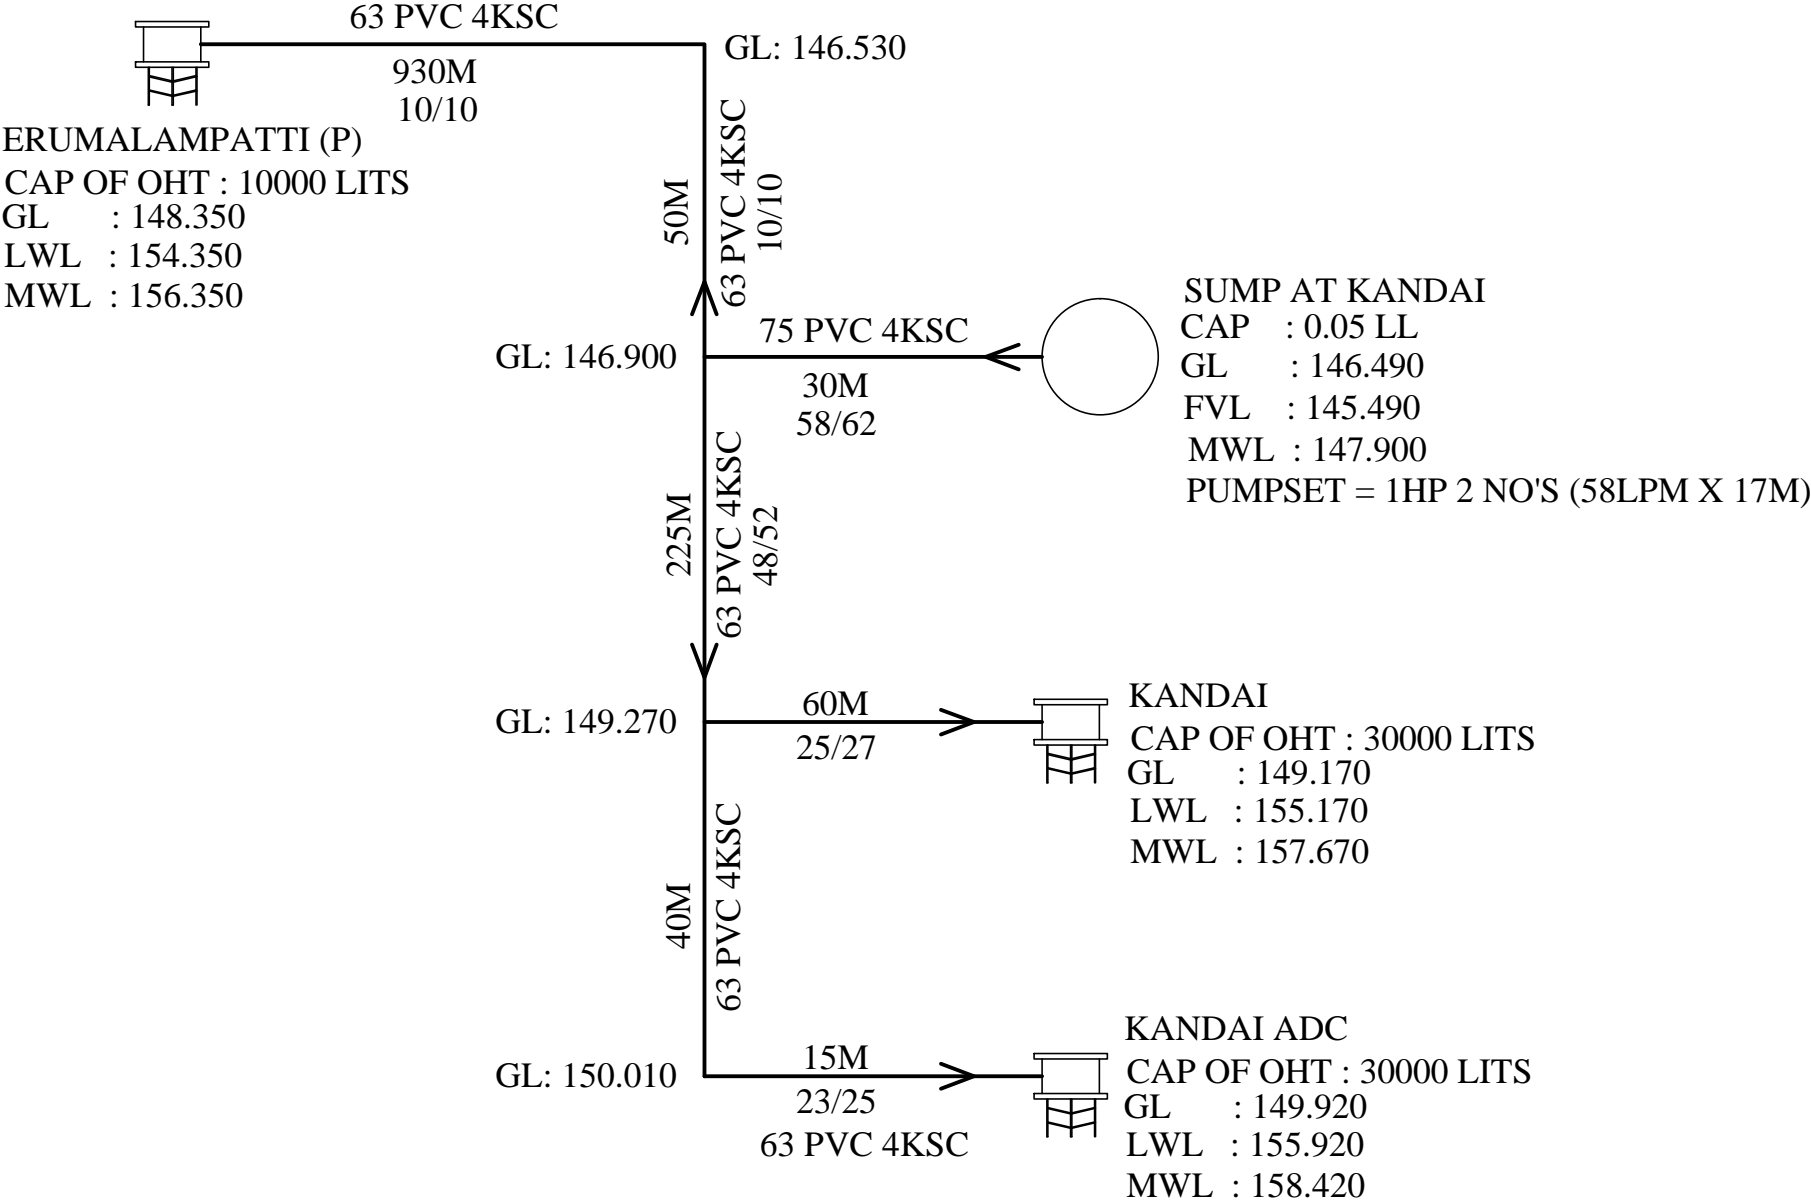 63 PVC 4KSC
930M
10/10
GL: 146.530
ERUMALAMPATTI (P)
CAP OF OHT : 10000 LITS
GL : 148.350
LWL : 154.350
MWL : 156.350
50M
63 PVC 4KSC
10/10
GL: 146.900
75 PVC 4KSC
30M
58/62
SUMP AT KANDAI
CAP : 0.05 LL
GL : 146.490
FVL : 145.490
MWL : 147.900
PUMPSET = 1HP 2 NO'S (58LPM X 17M)
225M
63 PVC 4KSC
48/52
GL: 149.270
60M
25/27
KANDAI
CAP OF OHT : 30000 LITS
GL : 149.170
LWL : 155.170
MWL : 157.670
40M
63 PVC 4KSC
GL: 150.010
15M
23/25
63 PVC 4KSC
KANDAI ADC
CAP OF OHT : 30000 LITS
GL : 149.920
LWL : 155.920
MWL : 158.420